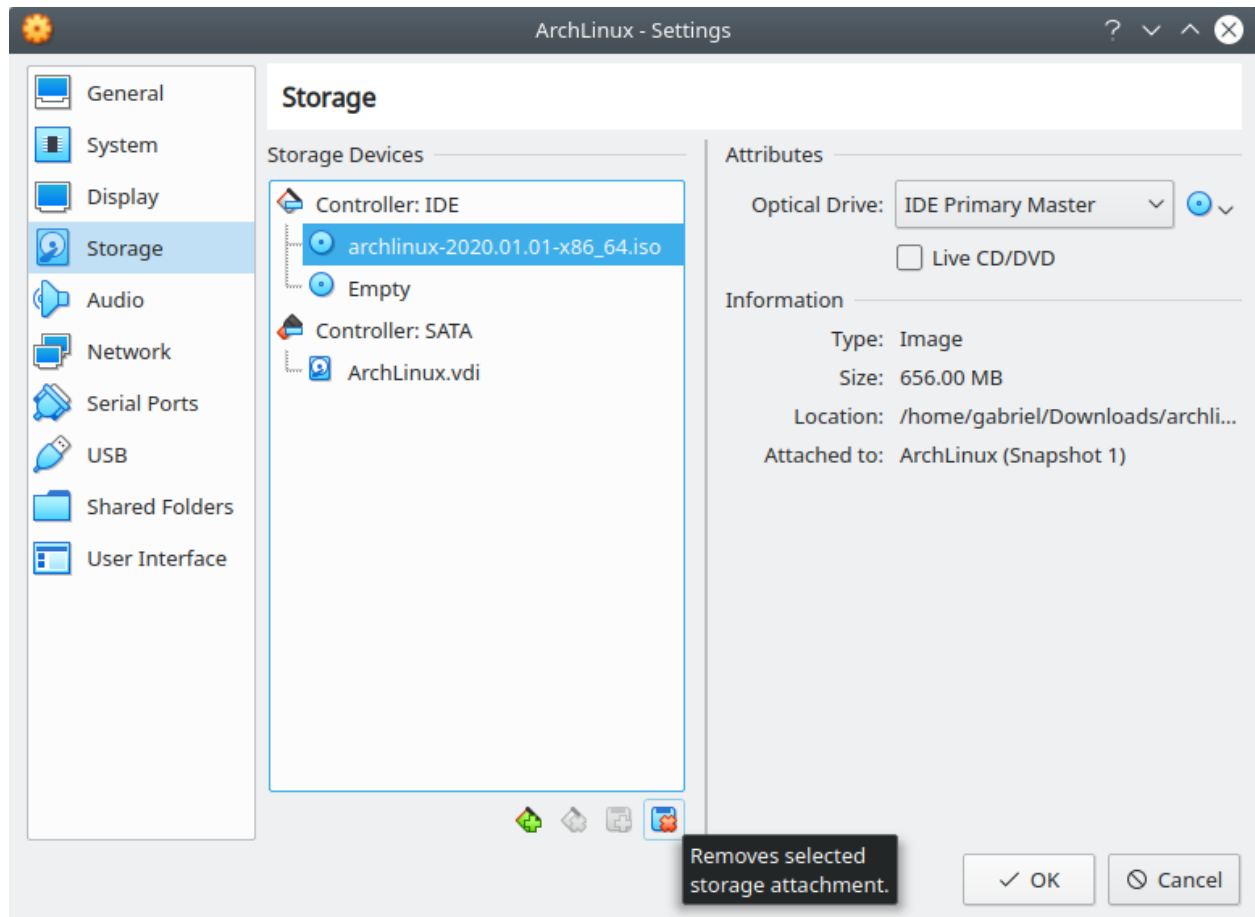 ArchLinux - Settings
General
System
Display
Storage
Audio
Network
Serial Ports
USB
Shared Folders
User Interface
Storage
Storage Devices
Controller: IDE
archlinux-2020.01.01-x86_64.iso
Empty
Controller: SATA
ArchLinux.vdi
Attributes
Optical Drive: IDE Primary Master
Live CD/DVD
Information
Type: Image
Size: 656.00 MB
Location: /home/gabriel/Downloads/archli...
Attached to: ArchLinux (Snapshot 1)
Removes selected
storage attachment.
OK
Cancel